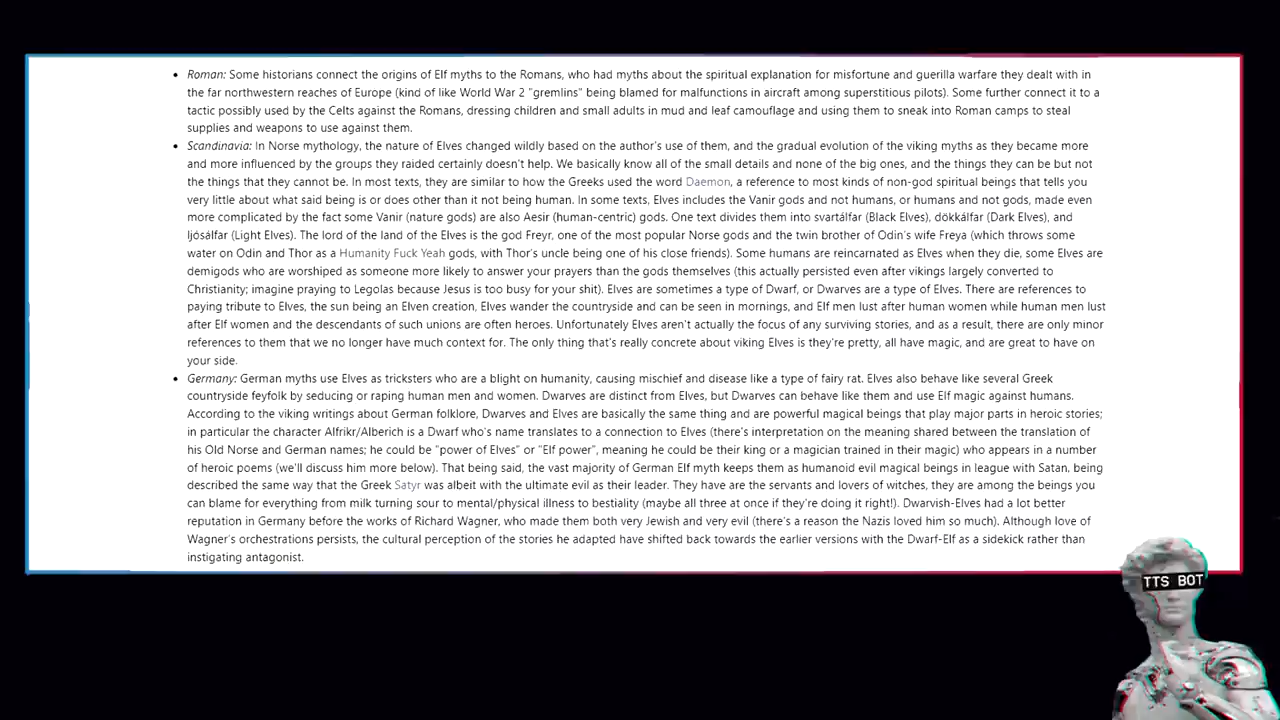 • Roman: Some historians connect the origins of Elf myths to the Romans, who had myths about the spiritual explanation for misfortune and guerilla warfare they dealt with in
the far northwestern reaches of Europe (kind of like World War 2 "gremlins" being blamed for malfunctions in aircraft among superstitious pilots). Some further connect it to a
tactic possibly used by the Celts against the Romans, dressing children and small adults in mud and leaf camouflage and using them to sneak into Roman camps to steal
supplies and weapons to use against them.
• Scandinavia: In Norse mythology, the nature of Elves changed wildly based on the author's use of them, and the gradual evolution of the viking myths as they became more
and more influenced by the groups they raided certainly doesn't help. We basically know all of the small details and none of the big ones, and the things they can be but not
the things that they cannot be. In most texts, they are similar to how the Greeks used the word Daemon, a reference to most kinds of non-god spiritual beings that tells you
very little about what said being is or does other than it not being human. In some texts, Elves includes the Vanir gods and not humans, or humans and not gods, made even
more complicated by the fact some Vanir (nature gods) are also Aesir (human-centric) gods. One text divides them into svartálfar (Black Elves), dökkálfar (Dark Elves), and
ljósálfar (Light Elves). The lord of the land of the Elves is the god Freyr, one of the most popular Norse gods and the twin brother of Odin's wife Freya (which throws some
water on Odin and Thor as a Humanity Fuck Yeah gods, with Thor's uncle being one of his close friends). Some humans are reincarnated as Elves when they die, some Elves are
demigods who are worshiped as someone more likely to answer your prayers than the gods themselves (this actually persisted even after vikings largely converted to
Christianity; imagine praying to Legolas because Jesus is too busy for your shit). Elves are sometimes a type of Dwarf, or Dwarves are a type of Elves. There are references to
paying tribute to Elves, the sun being an Elven creation, Elves wander the countryside and can be seen in mornings, and Elf men lust after human women while human men lust
after Elf women and the descendants of such unions are often heroes. Unfortunately Elves aren't actually the focus of any surviving stories, and as a result, there are only minor
references to them that we no longer have much context for. The only thing that's really concrete about viking Elves is they're pretty, all have magic, and are great to have on
your side.
• Germany: German myths use Elves as tricksters who are a blight on humanity, causing mischief and disease like a type of fairy rat. Elves also behave like several Greek
countryside feyfolk by seducing or raping human men and women. Dwarves are distinct from Elves, but Dwarves can behave like them and use Elf magic against humans.
According to the viking writings about German folklore, Dwarves and Elves are basically the same thing and are powerful magical beings that play major parts in heroic stories;
in particular the character Alfrikr/Alberich is a Dwarf who's name translates to a connection to Elves (there's interpretation on the meaning shared between the translation of
his Old Norse and German names; he could be "power of Elves" or "Elf power", meaning he could be their king or a magician trained in their magic) who appears in a number
of heroic poems (we'll discuss him more below). That being said, the vast majority of German Elf myth keeps them as humanoid evil magical beings in league with Satan, being
described the same way that the Greek Satyr was albeit with the ultimate evil as their leader. They have are the servants and lovers of witches, they are among the beings you
can blame for everything from milk turning sour to mental/physical illness to bestiality (maybe all three at once if they're doing it right!). Dwarvish-Elves had a lot better
reputation in Germany before the works of Richard Wagner, who made them both very Jewish and very evil (there's a reason the Nazis loved him so much). Although love of
Wagner's orchestrations persists, the cultural perception of the stories he adapted have shifted back towards the earlier versions with the Dwarf-Elf as a sidekick rather than
instigating antagonist.
TTS BOT